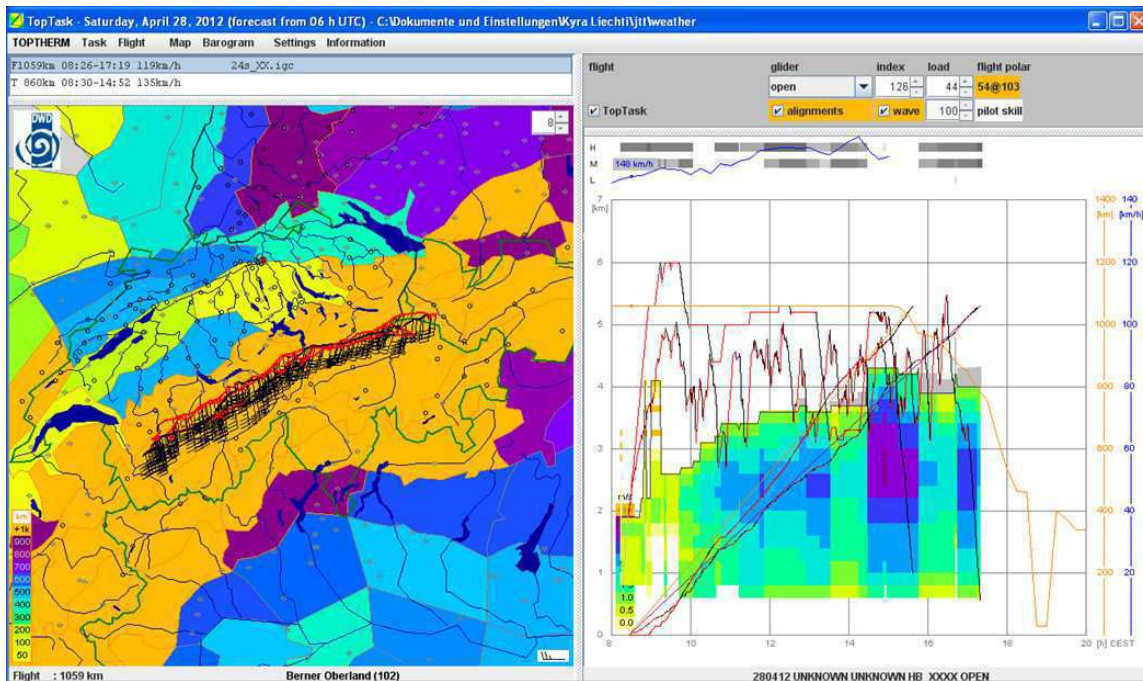 TopTask - Saturday, April 28, 2012 (forecast from 06 h UTC) - C:\Dokumente und Einstellungen\Kyra Liechti\jtt\weather
TOPTHERM Task Flight Map Barogram Settings Information
F1059km 08:26-17:19 119km/h 24s_XX.igc
T 860km 08:30-14:52 135km/h
flight glider index load flight polar
open 126 44 54@103
TopTask alignments wave 100 pilot skill
DWD
8
H
M 148 km/h
L
7 1400 140
[km] [km] [km/h]
6 1200 120
5 1000 100
4 800 80
3 600 60
2 400 40
1 200 20
1.0
0.5
0.0
0 0 0
8 10 12 14 16 18 20
[h] CEST
km
+1k
900
800
700
600
500
400
300
200
100
50
Flight : 1059 km Berner Oberland (102) 280412 UNKNOWN UNKNOWN HB_XXXX OPEN